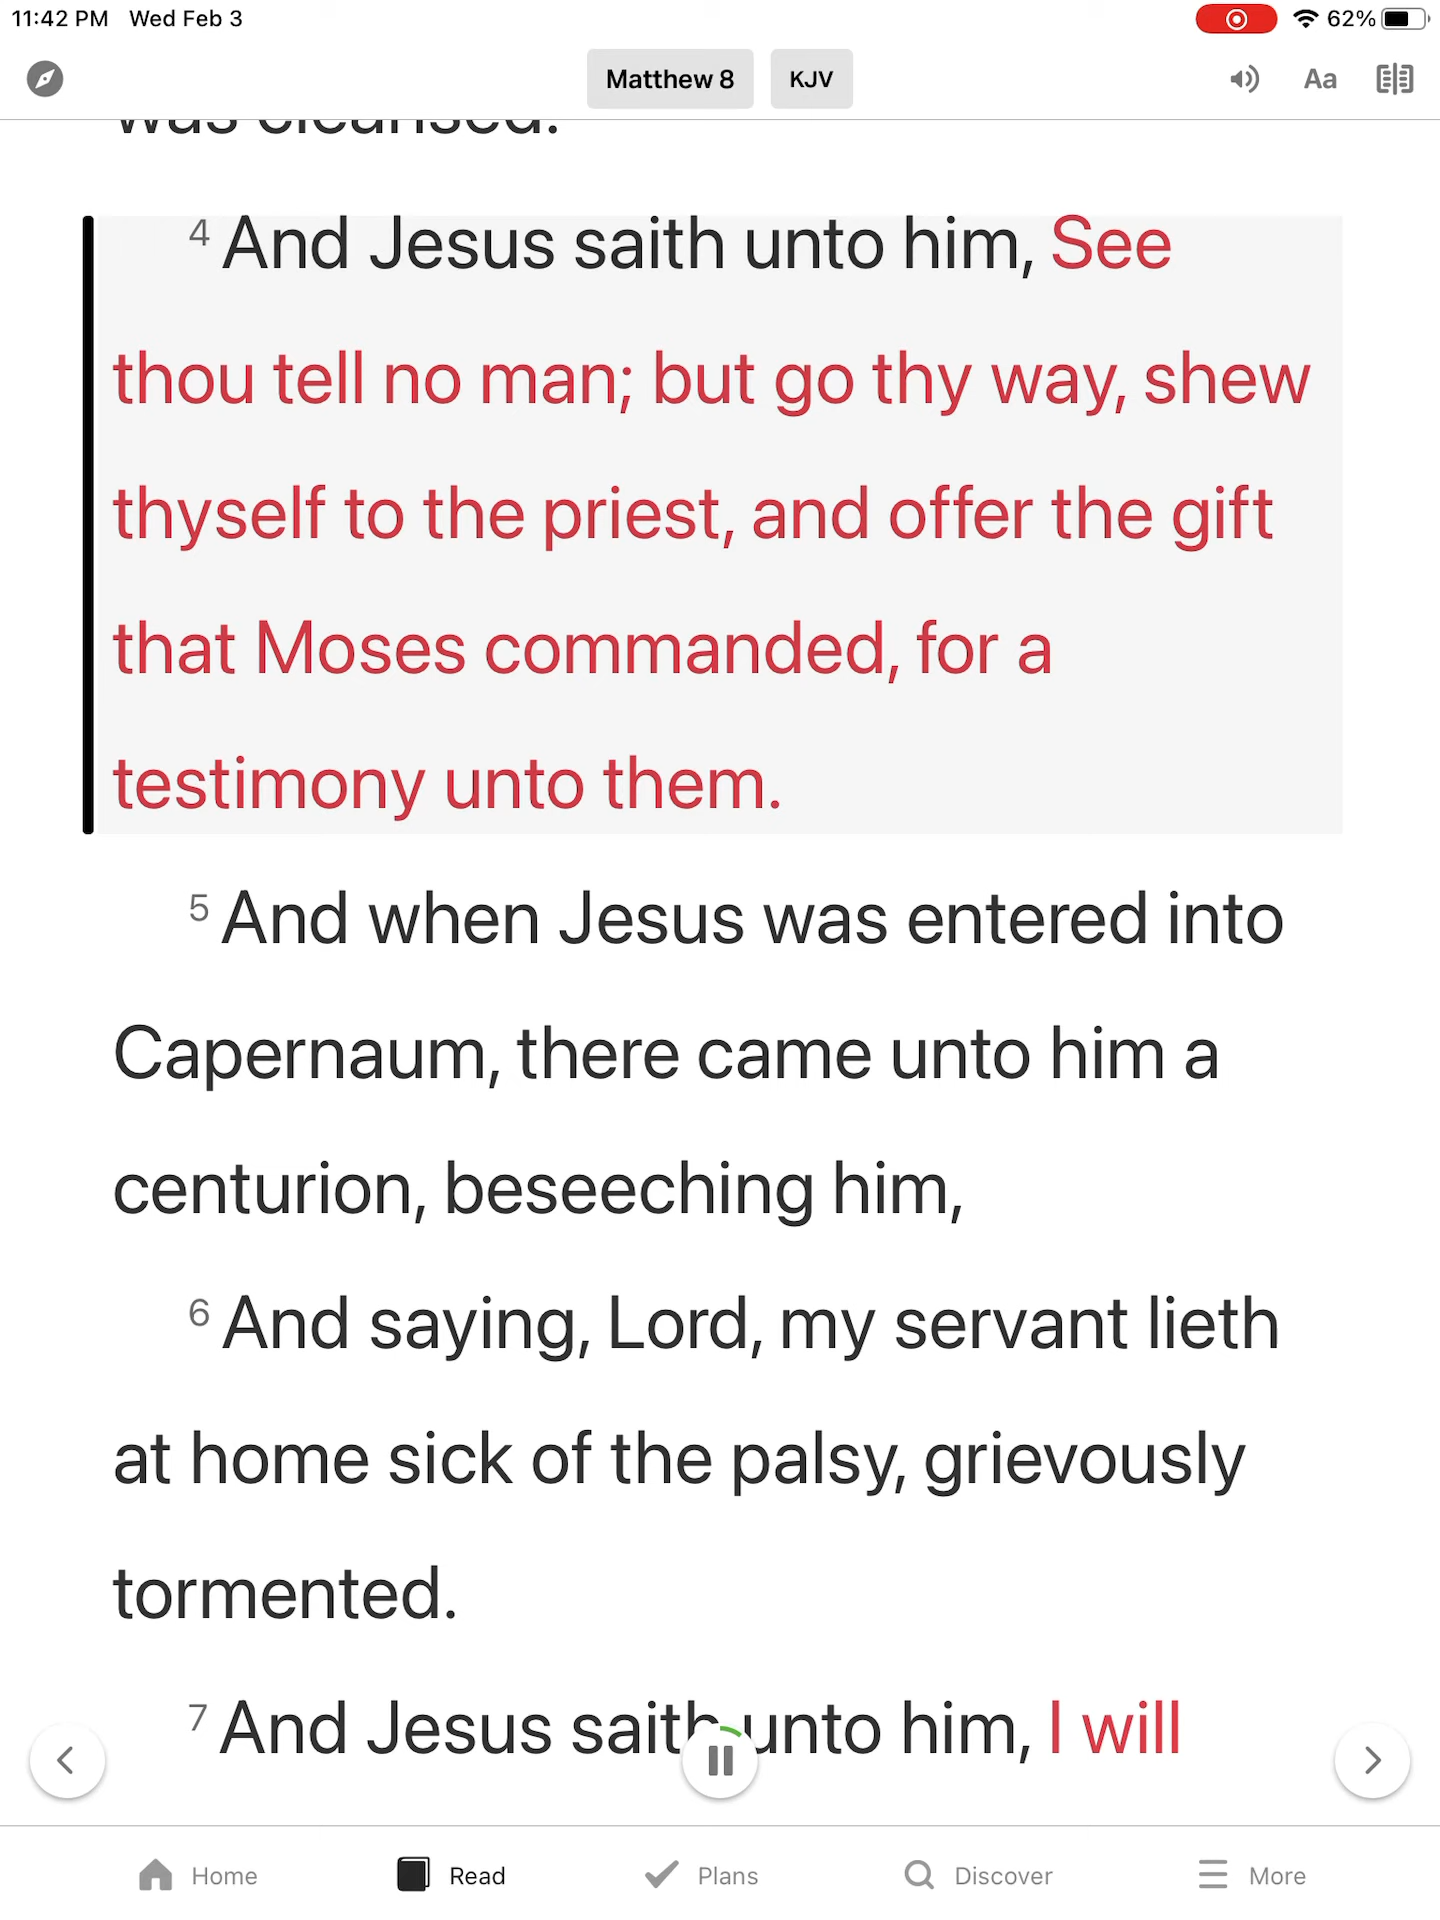 11:42 PM Wed Feb 3 62%
Matthew 8 KJV Aa
was cleansed.
4 And Jesus saith unto him, See
thou tell no man; but go thy way, shew
thyself to the priest, and offer the gift
that Moses commanded, for a
testimony unto them.
5 And when Jesus was entered into
Capernaum, there came unto him a
centurion, beseeching him,
6 And saying, Lord, my servant lieth
at home sick of the palsy, grievously
tormented.
7 And Jesus saith unto him, I will
Home Read Plans Discover More